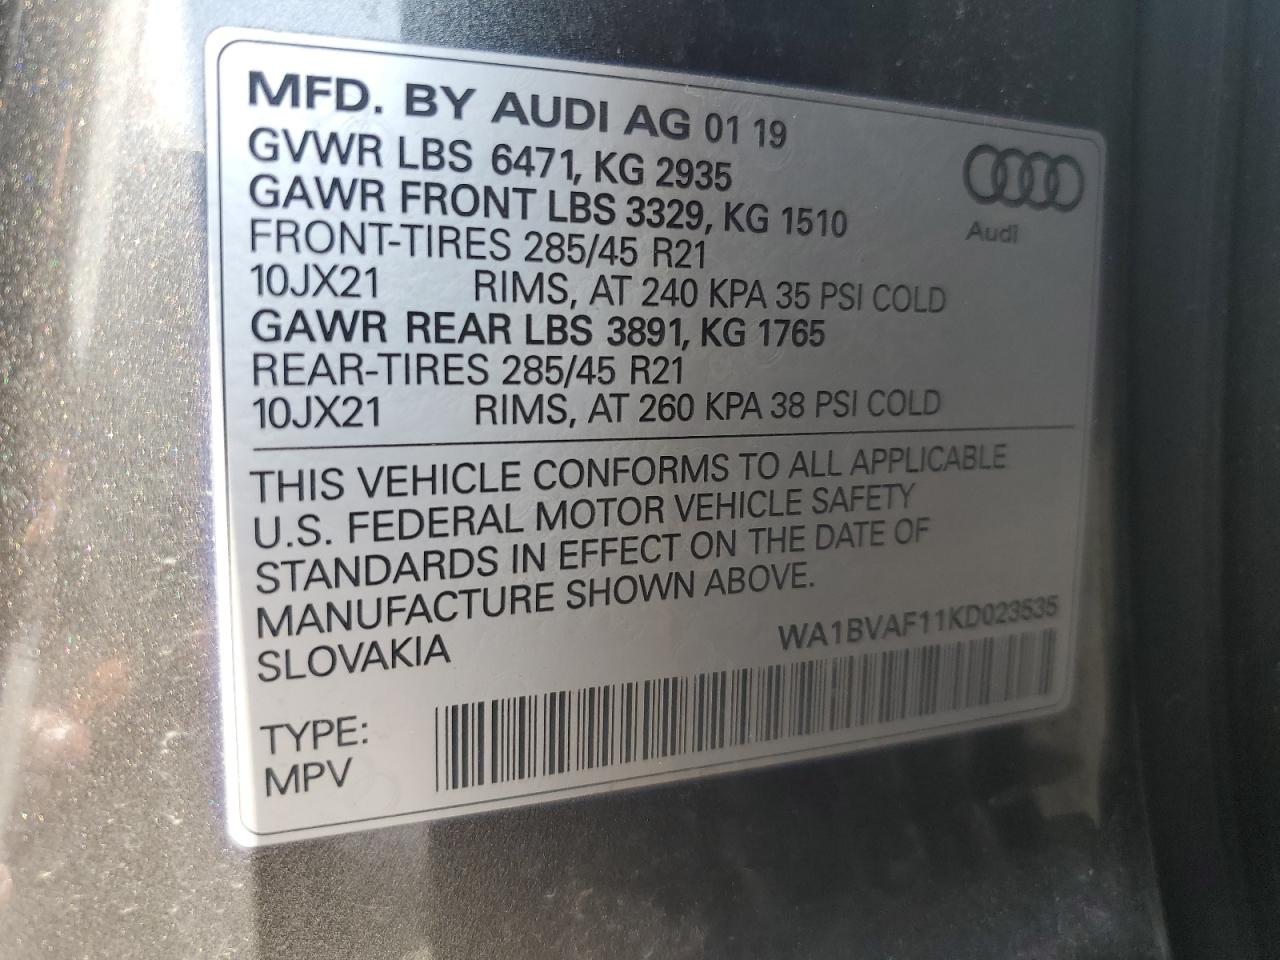 MFD. BY AUDI AG 01 19
GVWR LBS 6471, KG 2935
GAWR FRONT LBS 3329, KG 1510
FRONT-TIRES 285/45 R21
10JX21 RIMS, AT 240 KPA 35 PSI COLD
GAWR REAR LBS 3891, KG 1765
REAR-TIRES 285/45 R21
10JX21 RIMS, AT 260 KPA 38 PSI COLD
Audi
THIS VEHICLE CONFORMS TO ALL APPLICABLE
U.S. FEDERAL MOTOR VEHICLE SAFETY
STANDARDS IN EFFECT ON THE DATE OF
MANUFACTURE SHOWN ABOVE.
SLOVAKIA
WA1BVAF11KD023535
TYPE:
MPV